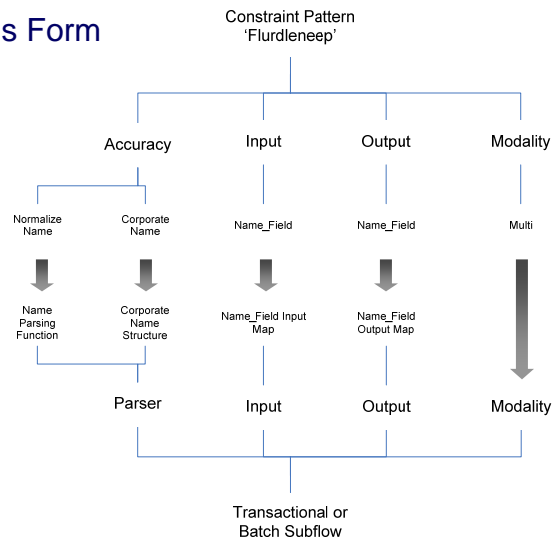 s Form
Constraint Pattern
‘Flurdleneep’
Accuracy
Input
Output
Modality
Normalize
Name
Corporate
Name
Name_Field
Name_Field
Multi
Name
Parsing
Function
Corporate
Name
Structure
Name_Field Input
Map
Name_Field
Output Map
Parser
Input
Output
Modality
Transactional or
Batch Subflow